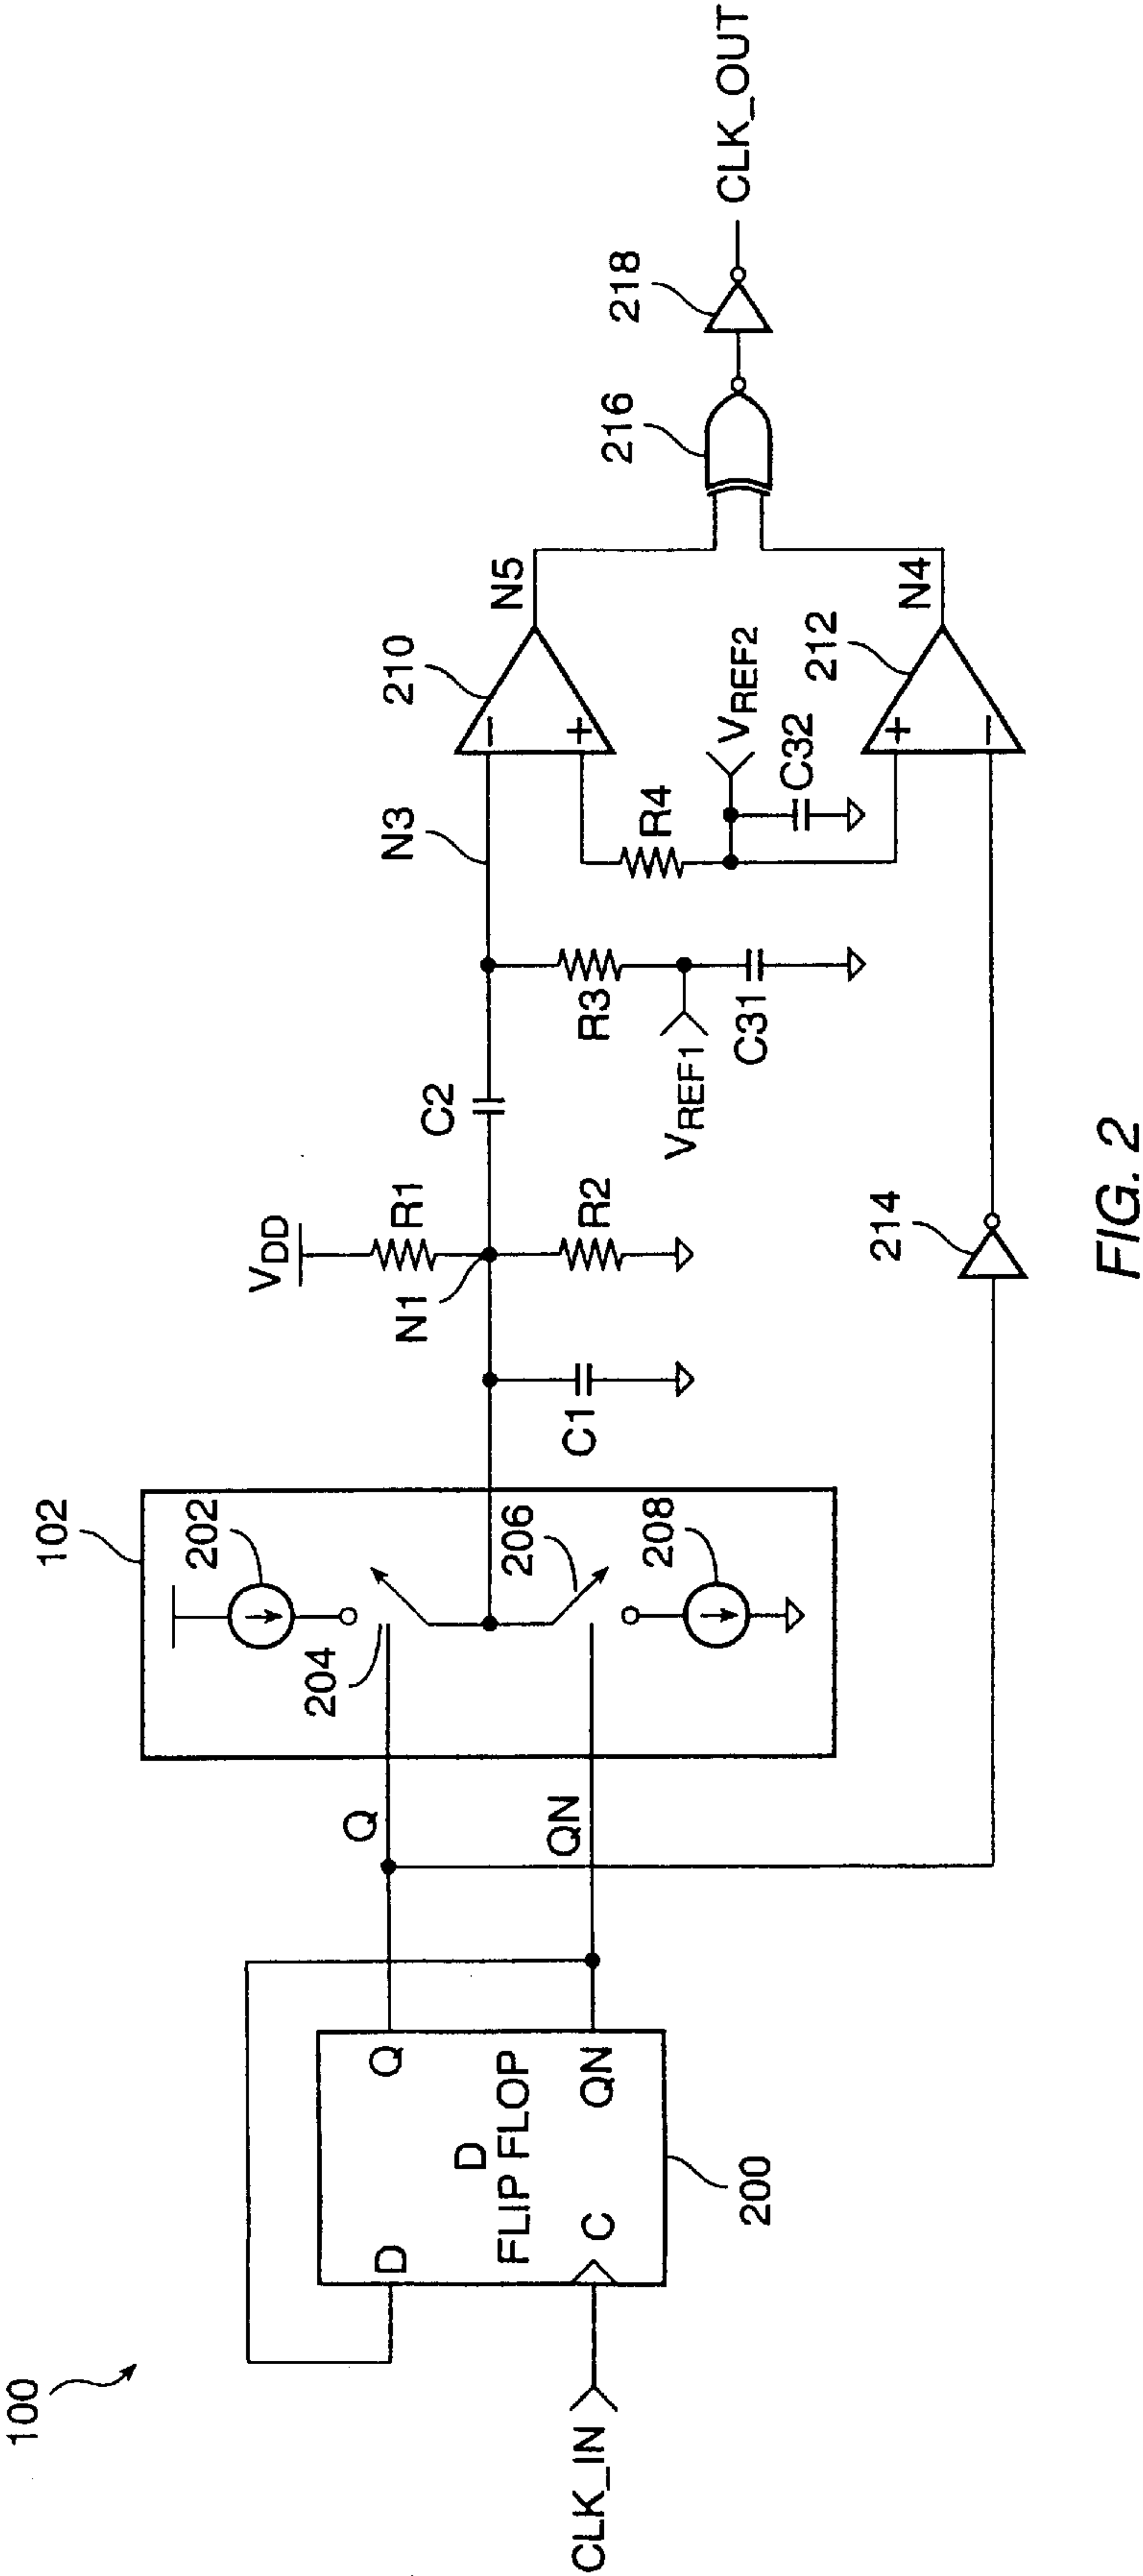 100
CLK_IN
D
C
D
FLIP FLOP
Q
QN
200
Q
QN
102
202
204
206
208
C1
VDD
N1
R1
R2
C2
214
R3
VREF1
C31
N3
R4
VREF2
C32
210
212
N5
N4
216
218
CLK_OUT
FIG. 2